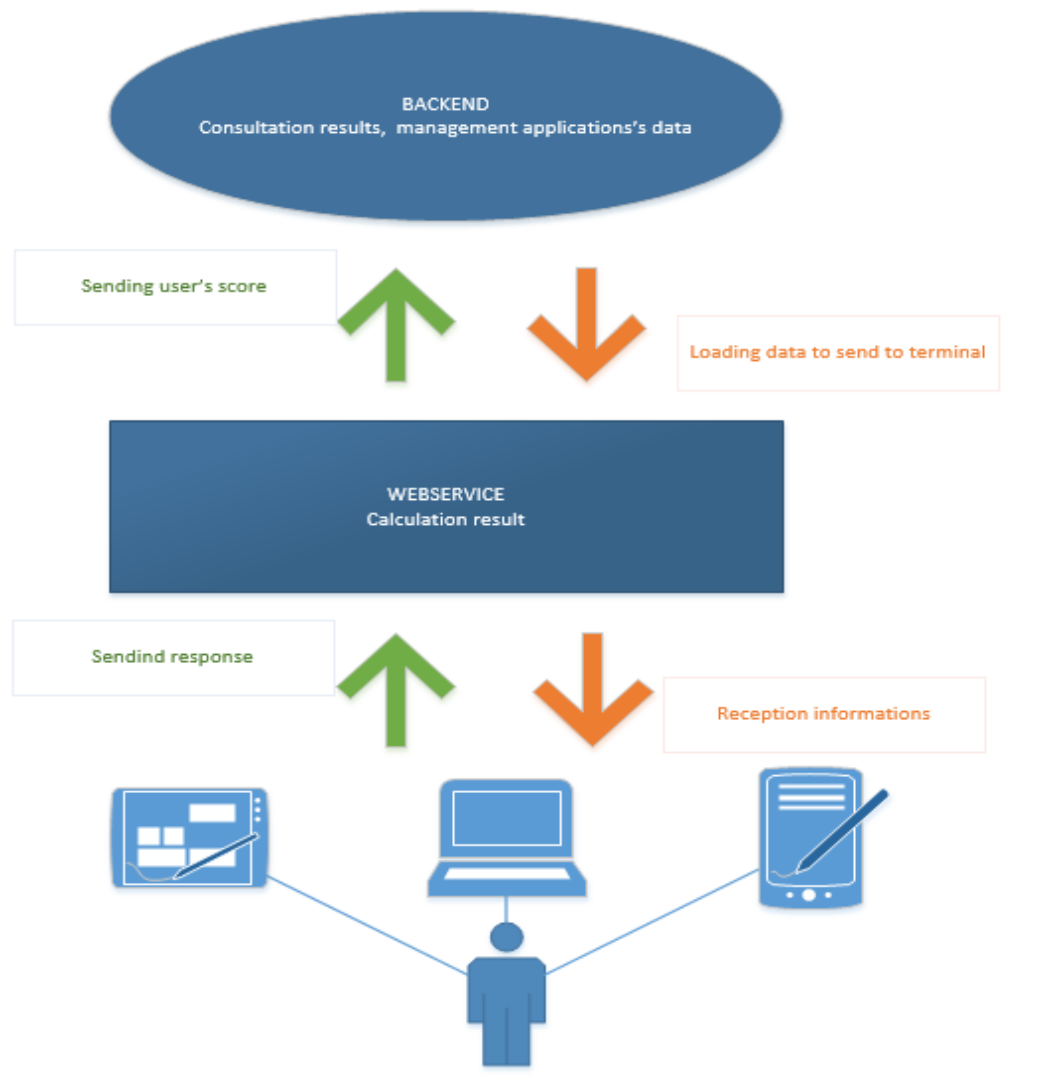 BACKEND
Consultation results, management applications's data
Sending user's score
Loading data to send to terminal
WEBSERVICE
Calculation result
Sendind response
Reception informations